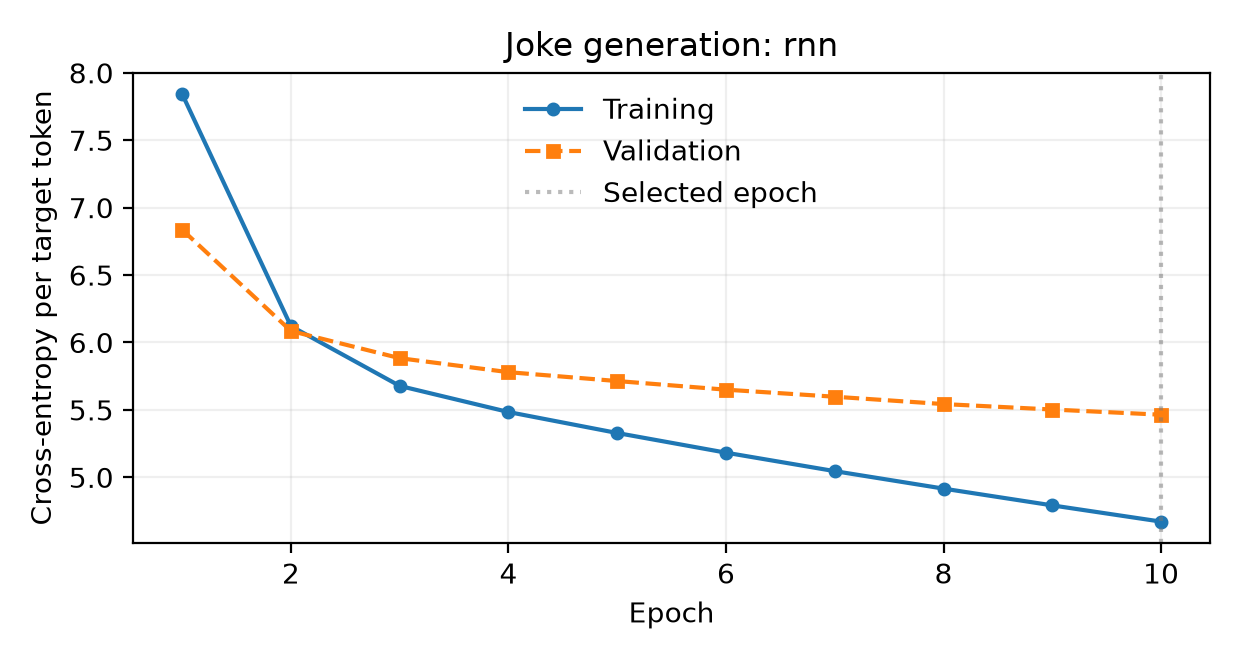 Joke generation: rnn
Cross-entropy per target token
8.0
7.5
7.0
6.5
6.0
5.5
5.0
Training
Validation
Selected epoch
2 4 6 8 10
Epoch